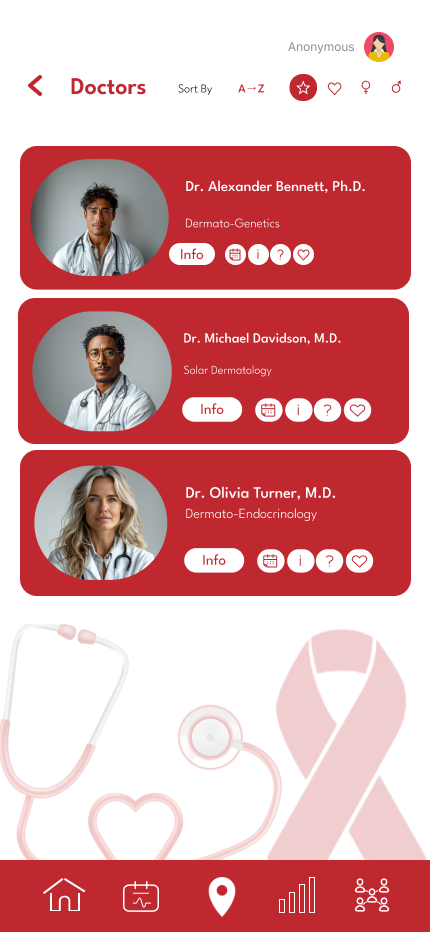 Anonymous
Doctors
Sort By
A→Z
Dr. Alexander Bennett, Ph.D.
Dermato-Genetics
Info
i
?
Dr. Michael Davidson, M.D.
Solar Dermatology
Info
i
?
Dr. Olivia Turner, M.D.
Dermato-Endocrinology
Info
i
?